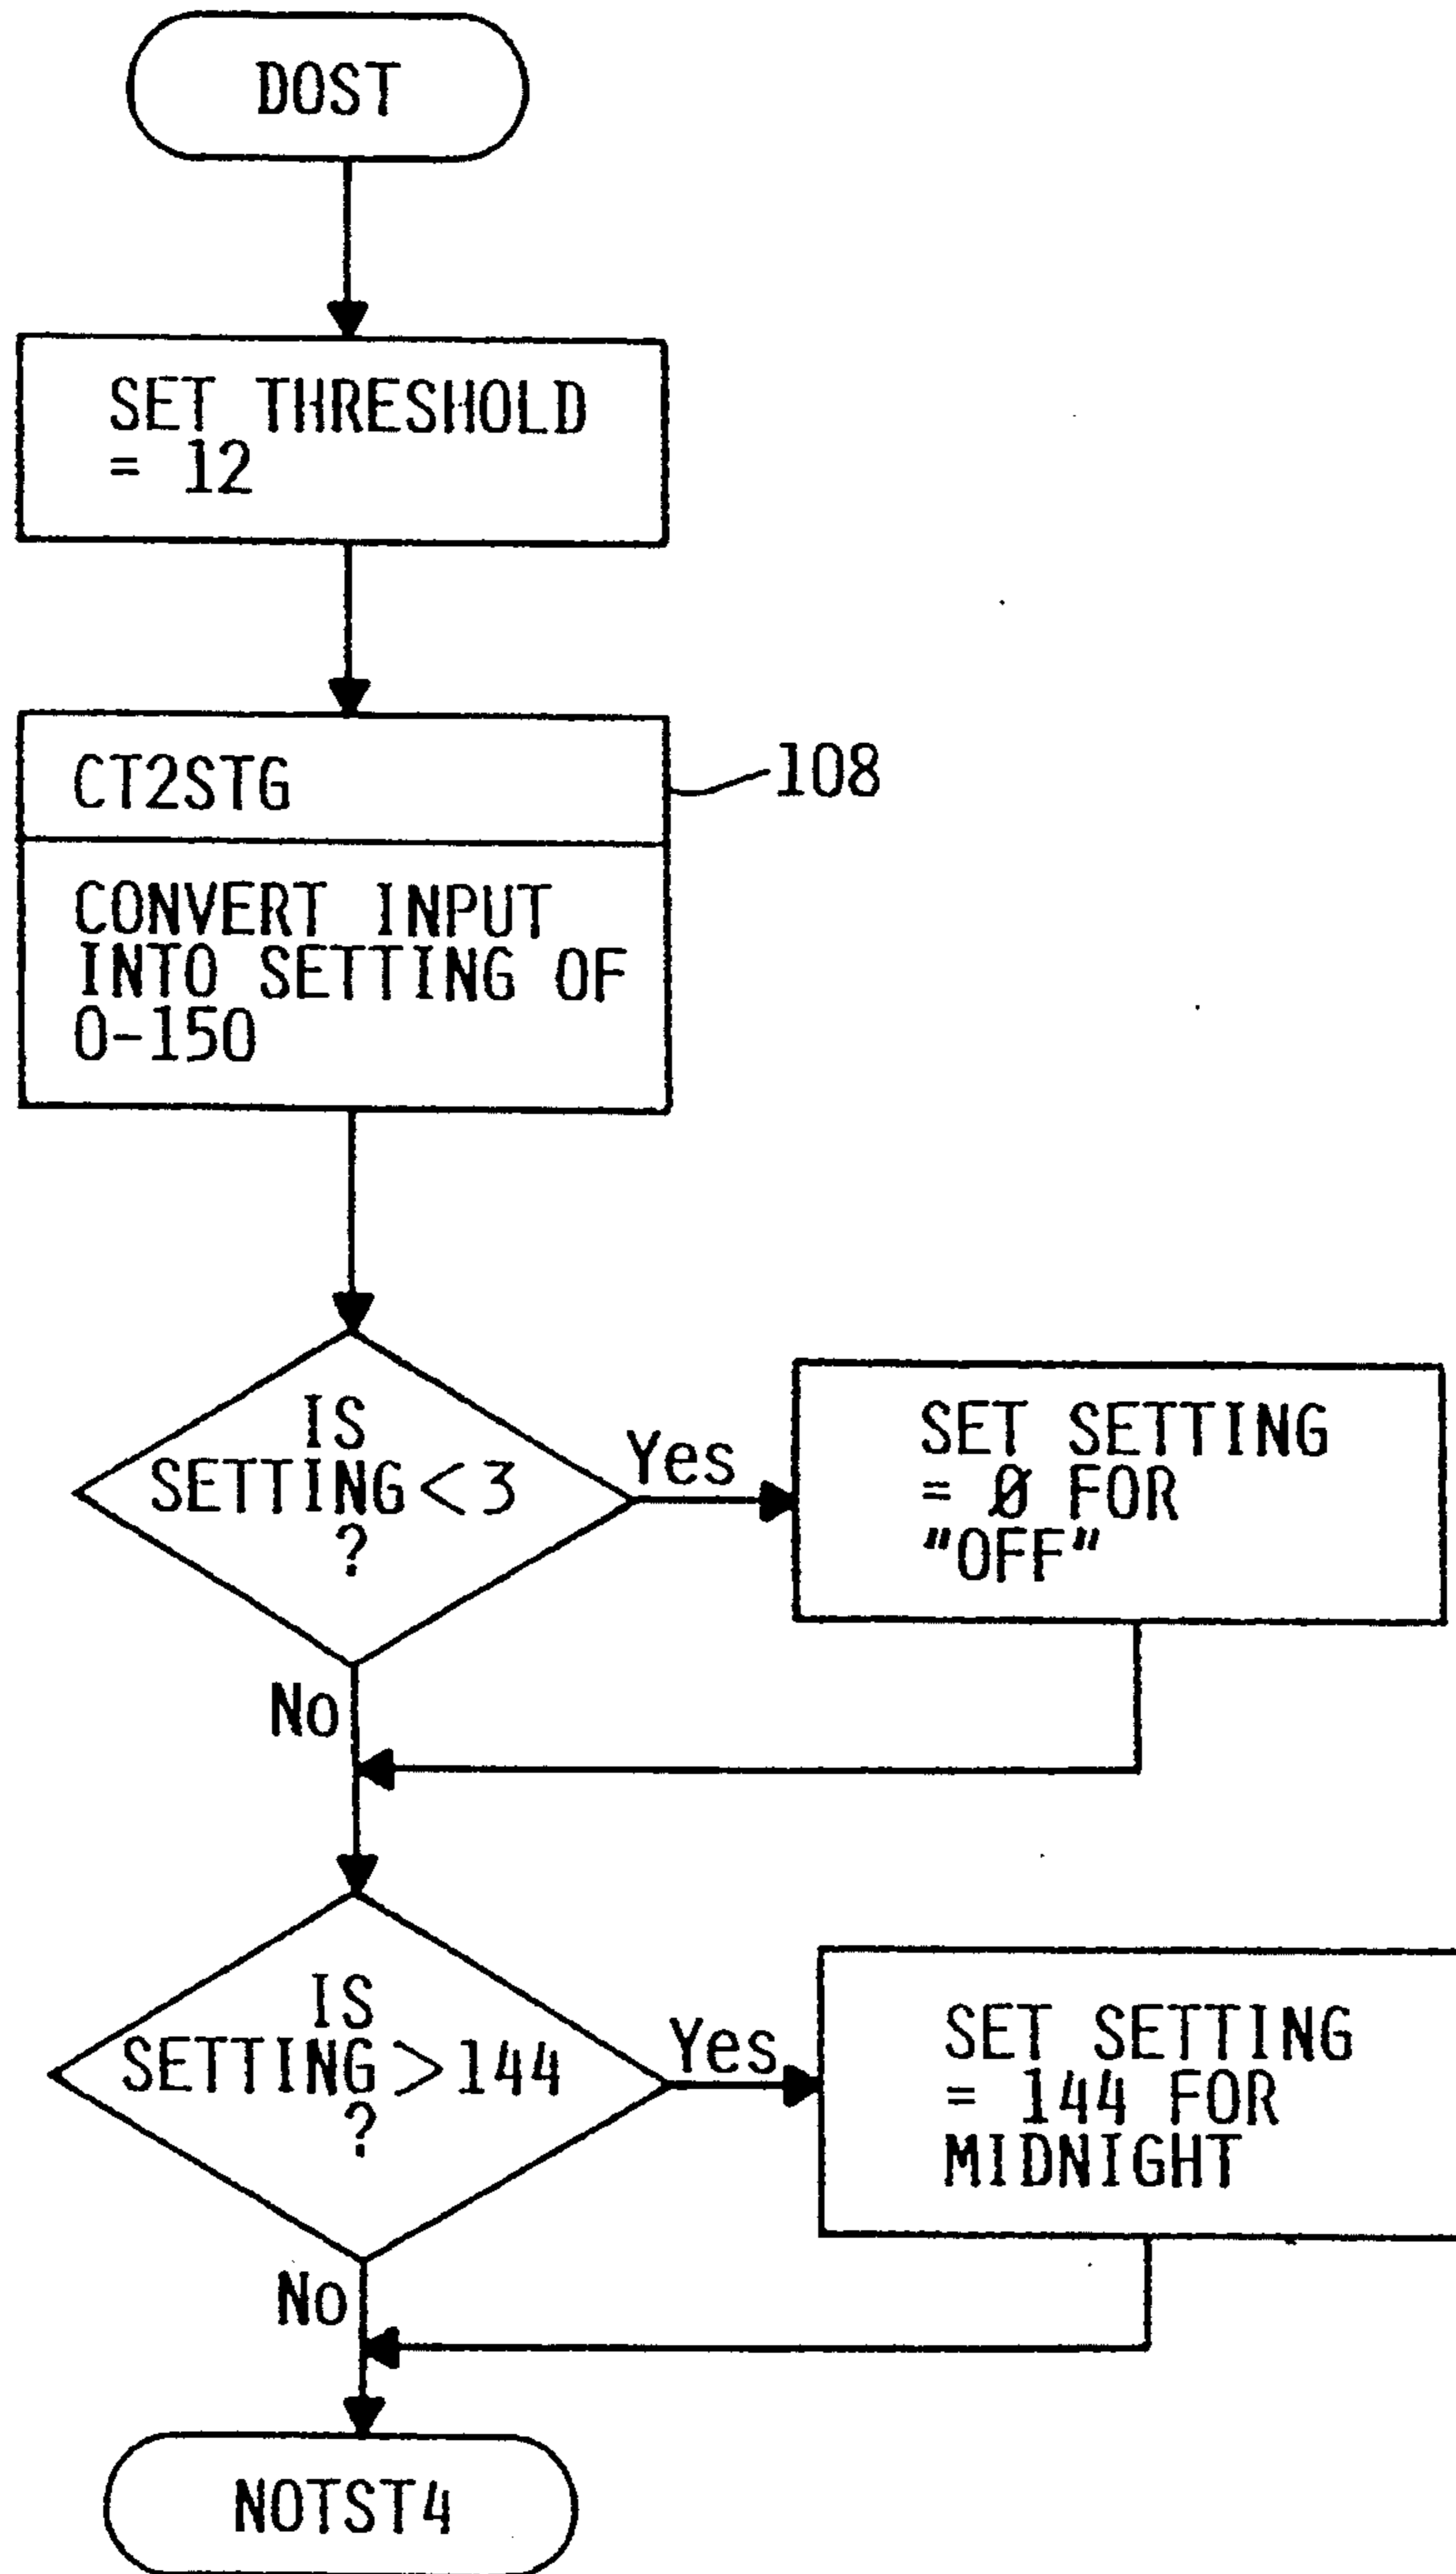 DOST
SET THRESHOLD
= 12
CT2STG
108
CONVERT INPUT
INTO SETTING OF
0-150
IS
SETTING<3
?
Yes
SET SETTING
= Ø FOR
"OFF"
No
IS
SETTING>144
?
Yes
SET SETTING
= 144 FOR
MIDNIGHT
No
NOTST4